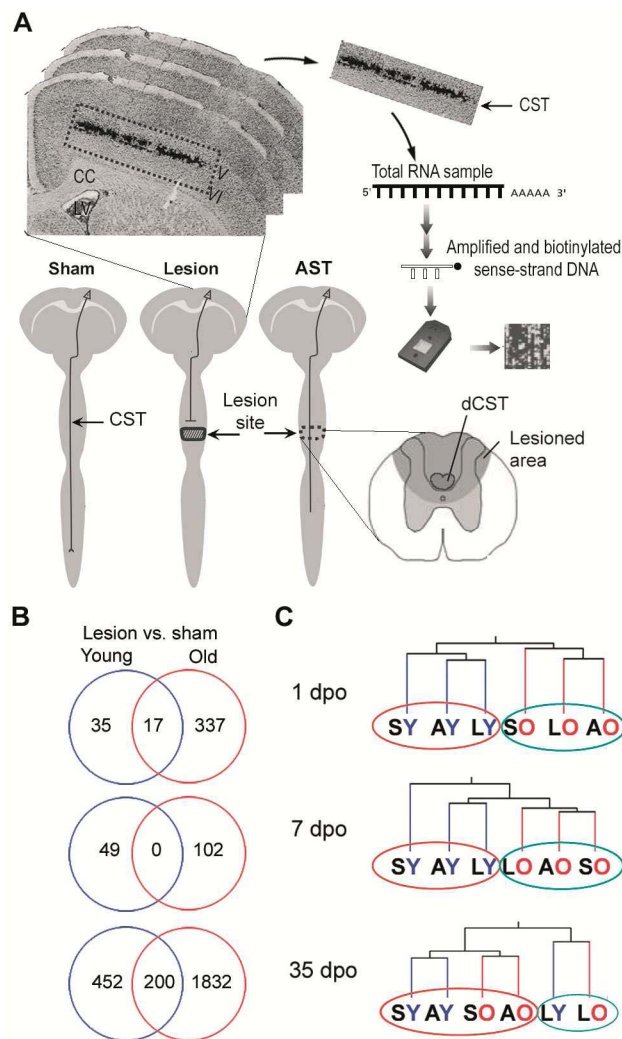 A
CST
CC
V
VI
LV
Total RNA sample
5' AAAAA 3'
Amplified and biotinylated
sense-strand DNA
Sham Lesion AST
CST
Lesion
site
dCST
Lesioned
area
B
Lesion vs. sham
Young Old
35 17 337
49 0 102
452 200 1832
C
1 dpo
SY AY LY SO LO AO
7 dpo
SY AY LY LO AO SO
35 dpo
SY AY SO AO LY LO